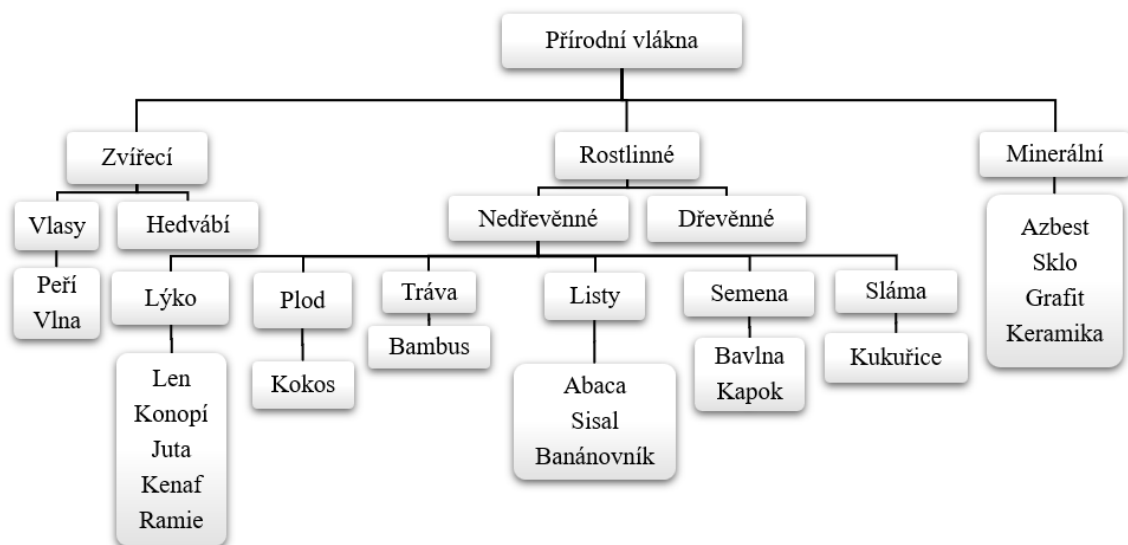 Přírodní vlákna
Zvířecí
Rostlinné
Minerální
Vlasy
Hedvábí
Nedřevěnné
Dřevěnné
Azbest
Sklo
Grafit
Keramika
Peří
Vlna
Lýko
Plod
Tráva
Listy
Semena
Sláma
Len
Konopí
Juta
Kenaf
Ramie
Kokos
Bambus
Abaca
Sisal
Banánovník
Bavlna
Kapok
Kukuřice